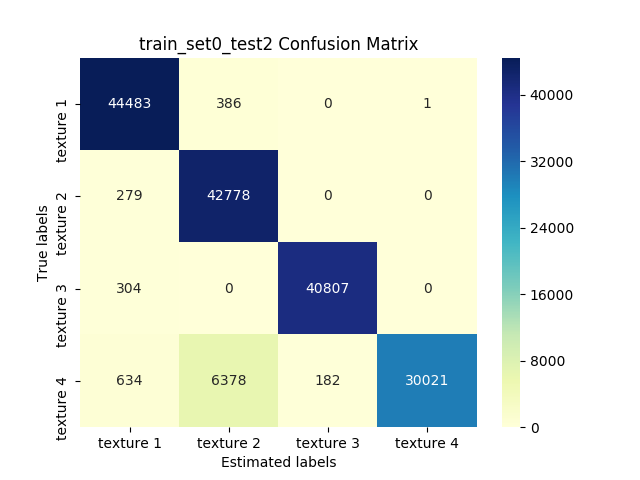 train_set0_test2 Confusion Matrix
texture 1
44483 386 0 1
texture 2
279 42778 0 0
texture 3
304 0 40807 0
texture 4
634 6378 182 30021
True labels
texture 1 texture 2 texture 3 texture 4
Estimated labels
40000
32000
24000
16000
8000
0